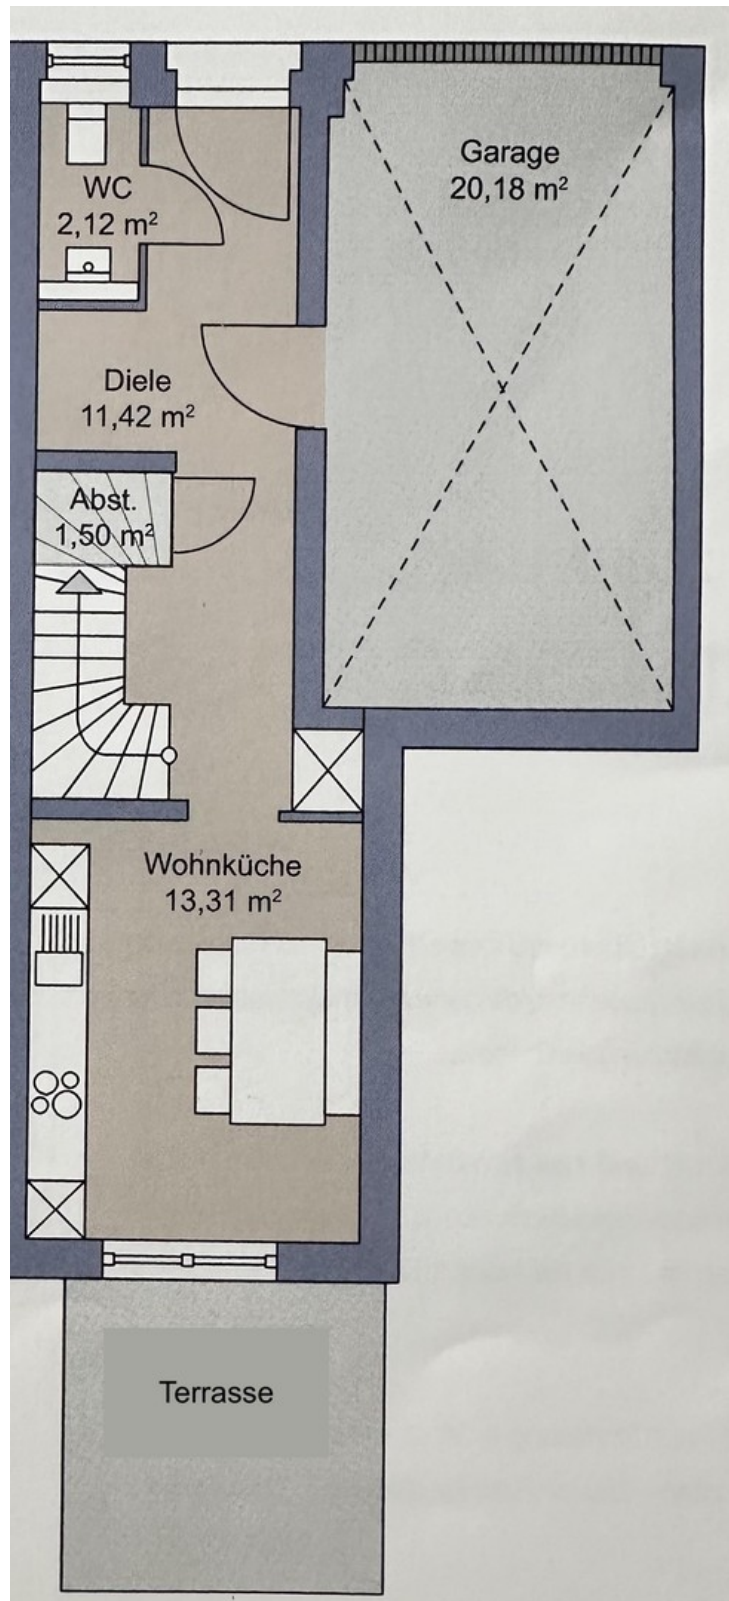 Garage
20,18 m²
WC
2,12 m²
Diele
11,42 m²
Abst.
1,50 m²
Wohnküche
13,31 m²
Terrasse